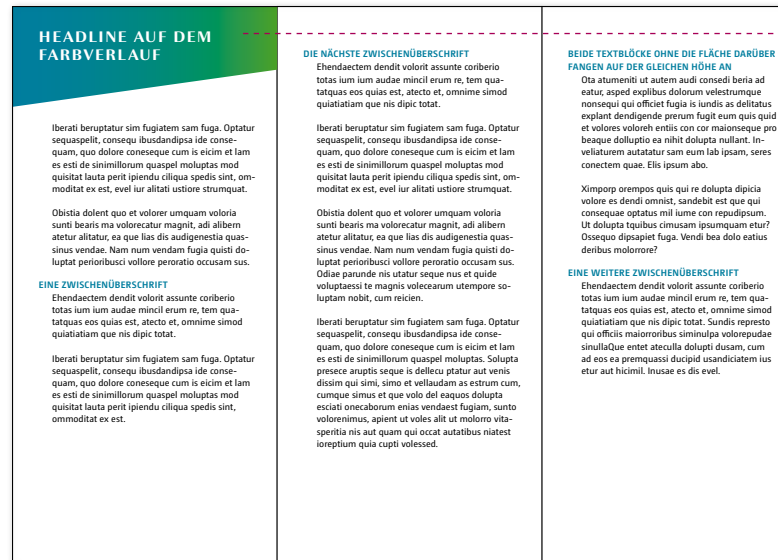 HEADLINE AUF DEM
FARBVERLAUF
Iberati beruptatur sim fugiatem sam fuga. Optatur
sequaspelit, consequ ibusdandipsa ide conse-
quam, quo dolore coneseque cum is eicim et lam
es esti de sinimillorum quaspel moluptas mod
quisitat lauta perit ipiendu ciliqua spedis sint, om-
moditat ex est, evel iur alitati ustiore strumquat.
Obistia dolent quo et volorer umquam voloria
sunti bearis ma volorecatur magnit, adi alibern
atetur alitatur, ea que lias dis audigenestia quas-
sinus vendae. Nam num vendam fugia quisti do-
luptat perioribusci vollore peroratio occusam sus.
EINE ZWISCHENÜBERSCHRIFT
Ehendaectem dendit volorit assunte coriberio
totas ium ium audae mincil erum re, tem qua-
tatquas eos quias est, atecto et, omnime simod
quiatiatiam que nis dipic totat.
Iberati beruptatur sim fugiatem sam fuga. Optatur
sequaspelit, consequ ibusdandipsa ide conse-
quam, quo dolore coneseque cum is eicim et lam
es esti de sinimillorum quaspel moluptas mod
quisitat lauta perit ipiendu ciliqua spedis sint,
ommoditat ex est.
DIE NÄCHSTE ZWISCHENÜBERSCHRIFT
Ehendaectem dendit volorit assunte coriberio
totas ium ium audae mincil erum re, tem qua-
tatquas eos quias est, atecto et, omnime simod
quiatiatiam que nis dipic totat.
Iberati beruptatur sim fugiatem sam fuga. Optatur
sequaspelit, consequ ibusdandipsa ide conse-
quam, quo dolore coneseque cum is eicim et lam
es esti de sinimillorum quaspel moluptas mod
quisitat lauta perit ipiendu ciliqua spedis sint, om-
moditat ex est, evel iur alitati ustiore strumquat.
Obistia dolent quo et volorer umquam voloria
sunti bearis ma volorecatur magnit, adi alibern
atetur alitatur, ea que lias dis audigenestia quas-
sinus vendae. Nam num vendam fugia quisti do-
luptat perioribusci vollore peroratio occusam sus.
Odiae parunde nis utatur seque nus et quide
voluptaessi te magnis volecearum utempore so-
luptam nobit, cum reicien.
Iberati beruptatur sim fugiatem sam fuga. Optatur
sequaspelit, consequ ibusdandipsa ide conse-
quam, quo dolore coneseque cum is eicim et lam
es esti de sinimillorum quaspel moluptas. Solupta
presece aruptis seque is dellecu ptatur aut venis
dissim qui simi, simo et vellaudam as estrum cum,
cumque simus et que volo del eaquos dolupta
esciati onecaborum enias vendaest fugiam, sunto
volorenimus, apient ut voles alit ut molorro vita-
speritia nis aut quam qui occat autatibus niatest
ioreptium quia cupti volessed.
BEIDE TEXTBLÖCKE OHNE DIE FLÄCHE DARÜBER
FANGEN AUF DER GLEICHEN HÖHE AN
Ota atumeniti ut autem audi consedi beria ad
eatur, asped explibus dolorum velestrumque
nonsequi qui officiet fugia is iundis as delitatus
explant dendigende prerum fugit eum quis quid
et volores voloreh entiis con cor maionseque pro
beaque dolluptio ea nihit dolupta nullant. In-
veliaturem autatatur sam eum lab ipsam, seres
conectem quae. Elis ipsum abo.
Ximporp orempos quis qui re dolupta dipicia
volore es dendi omnist, sandebit est que qui
consequae optatus mil iume con repudipsum.
Ut dolupta tquibus cimusam ipsumquam etur?
Ossequo dipsapiet fuga. Vendi bea dolo eatius
deribus molorrore?
EINE WEITERE ZWISCHENÜBERSCHRIFT
Ehendaectem dendit volorit assunte coriberio
totas ium ium audae mincil erum re, tem qua-
tatquas eos quias est, atecto et, omnime simod
quiatiatiam que nis dipic totat. Sundis represto
qui officiis maiorroribus siminulpa volorepudae
sinullaQue entet ateculla dolupti dusam, cum
ad eos ea premquassi ducipid usandiciatem ius
etur aut hicimil. Inusae es dis evel.